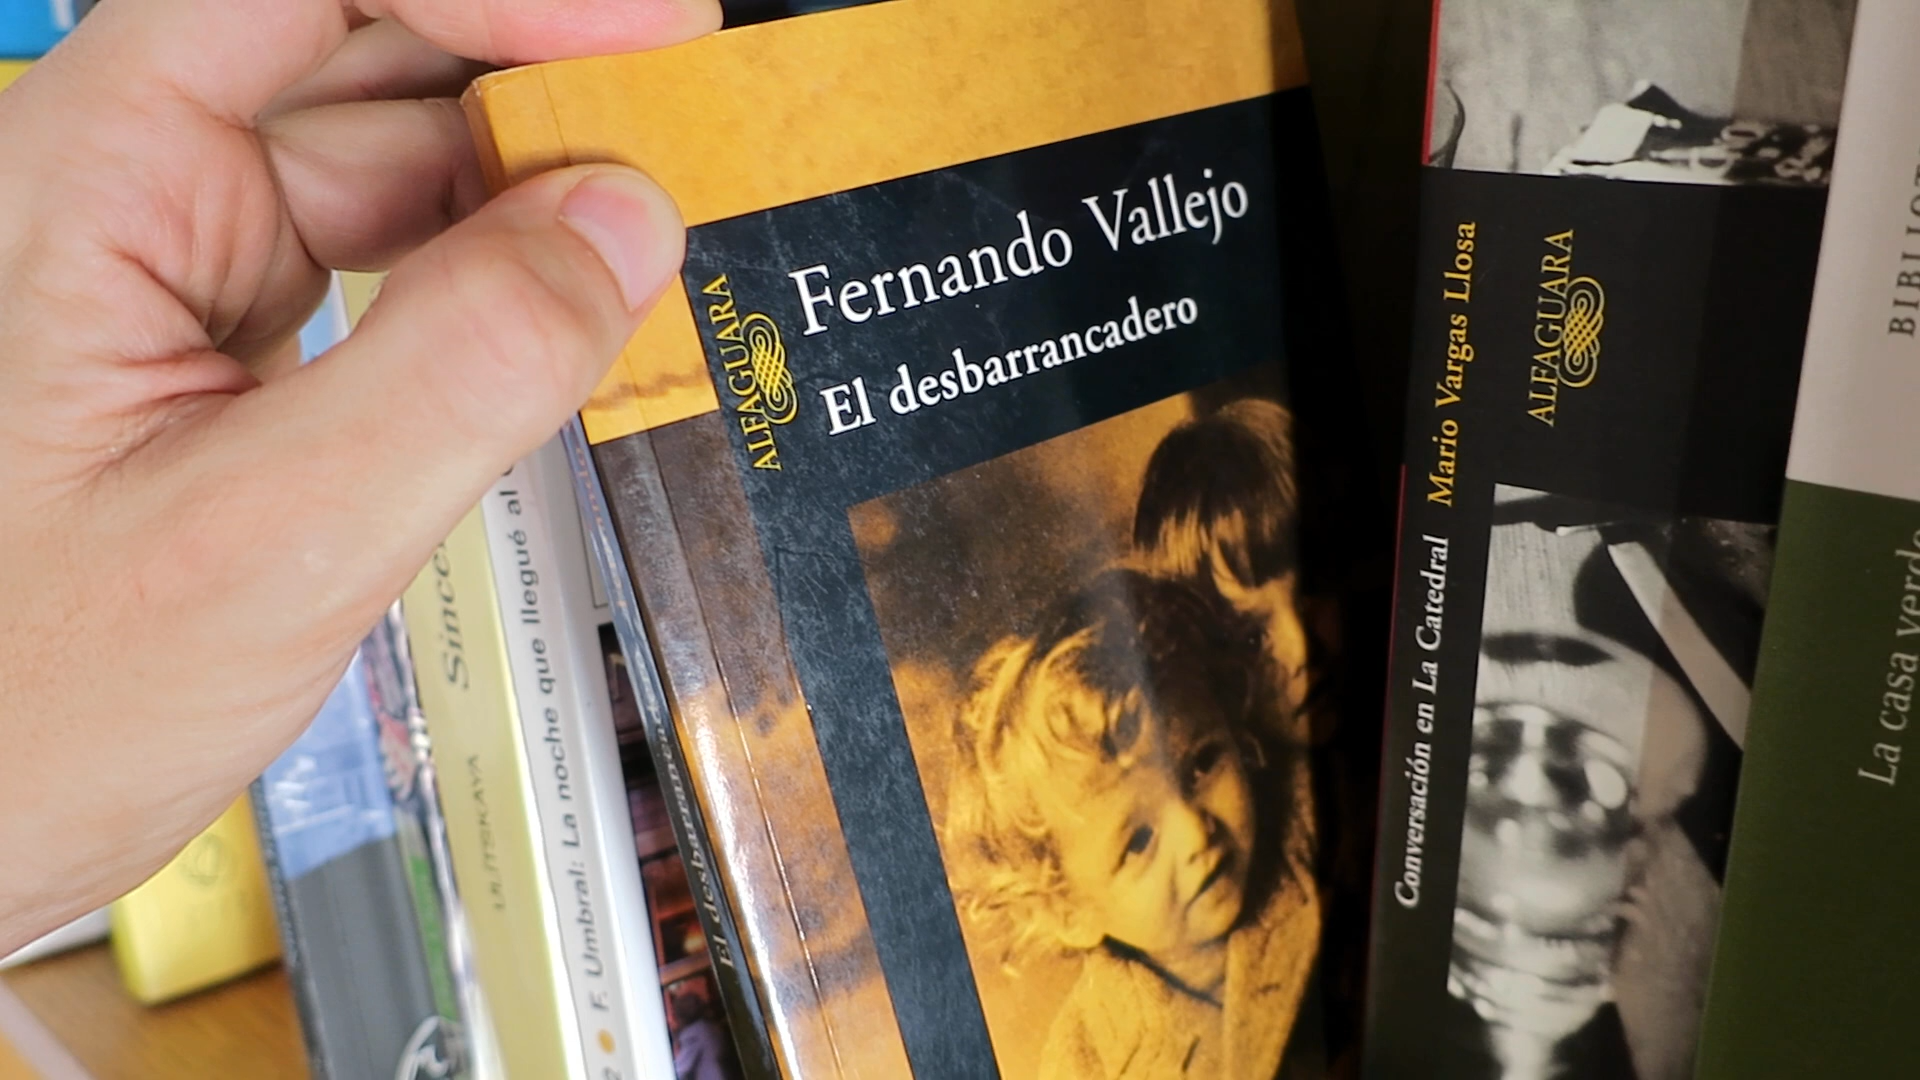 Fernando Vallejo
El desbarrancadero
ALFAGUARA
El desbarrancadero
F. Umbral: La noche que llegué al
ULITSKAYA
Conversación en La Catedral Mario Vargas Llosa
ALFAGUARA
La casa verde